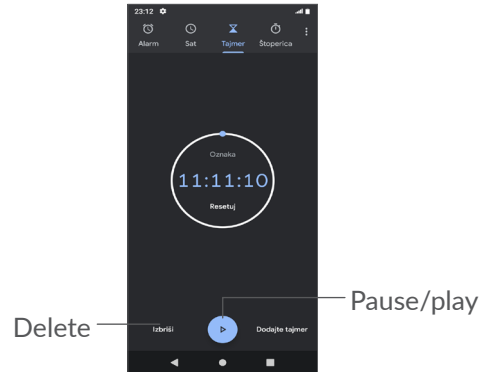 23:12
Alarm Sat Tajmer Štoperica
Oznaka
11:11:10
Resetuj
Pause/play
Delete
Izbriši Dodajte tajmer